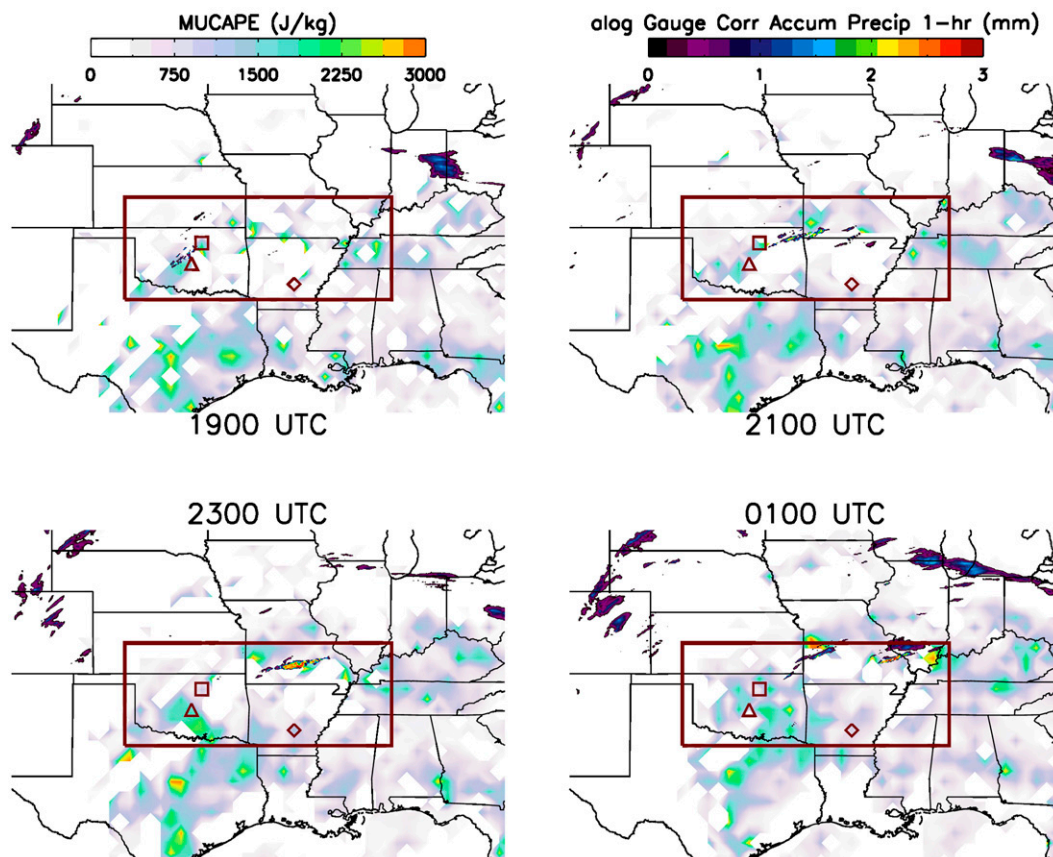 MUCAPE (J/kg)
0 750 1500 2250 3000
alog Gauge Corr Accum Precip 1-hr (mm)
0 1 2 3
1900 UTC
2100 UTC
2300 UTC
0100 UTC